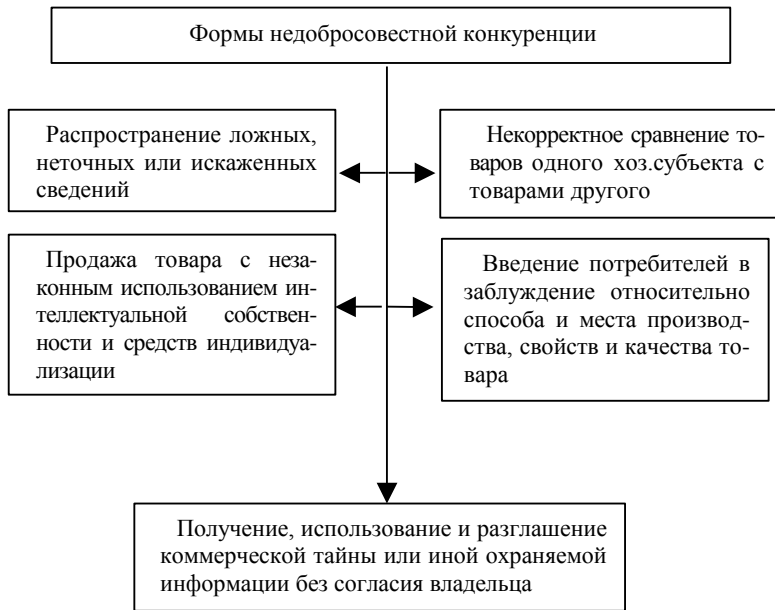 Формы недобросовестной конкуренции
Распространение ложных,
неточных или искаженных
сведений
Некорректное сравнение то-
варов одного хоз.субъекта с
товарами другого
Продажа товара с неза-
конным использованием ин-
теллектуальной собствен-
ности и средств индивидуа-
лизации
Введение потребителей в
заблуждение относительно
способа и места производ-
ства, свойств и качества то-
вара
Получение, использование и разглашение
коммерческой тайны или иной охраняемой
информации без согласия владельца